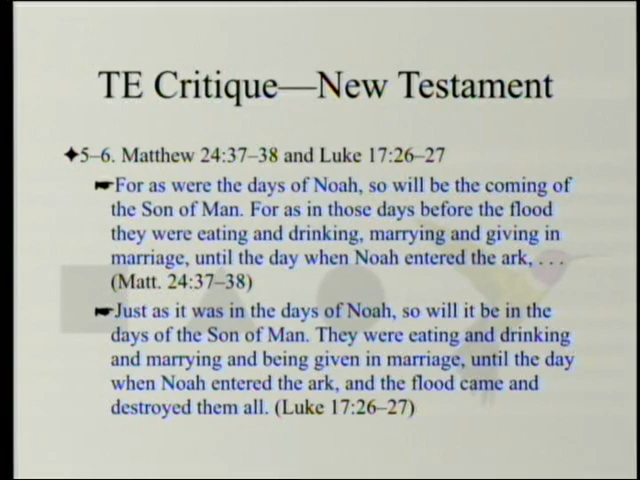 TE Critique—New Testament
✦5–6. Matthew 24:37–38 and Luke 17:26–27
☛For as were the days of Noah, so will be the coming of
the Son of Man. For as in those days before the flood
they were eating and drinking, marrying and giving in
marriage, until the day when Noah entered the ark, . . .
(Matt. 24:37–38)
☛Just as it was in the days of Noah, so will it be in the
days of the Son of Man. They were eating and drinking
and marrying and being given in marriage, until the day
when Noah entered the ark, and the flood came and
destroyed them all. (Luke 17:26–27)